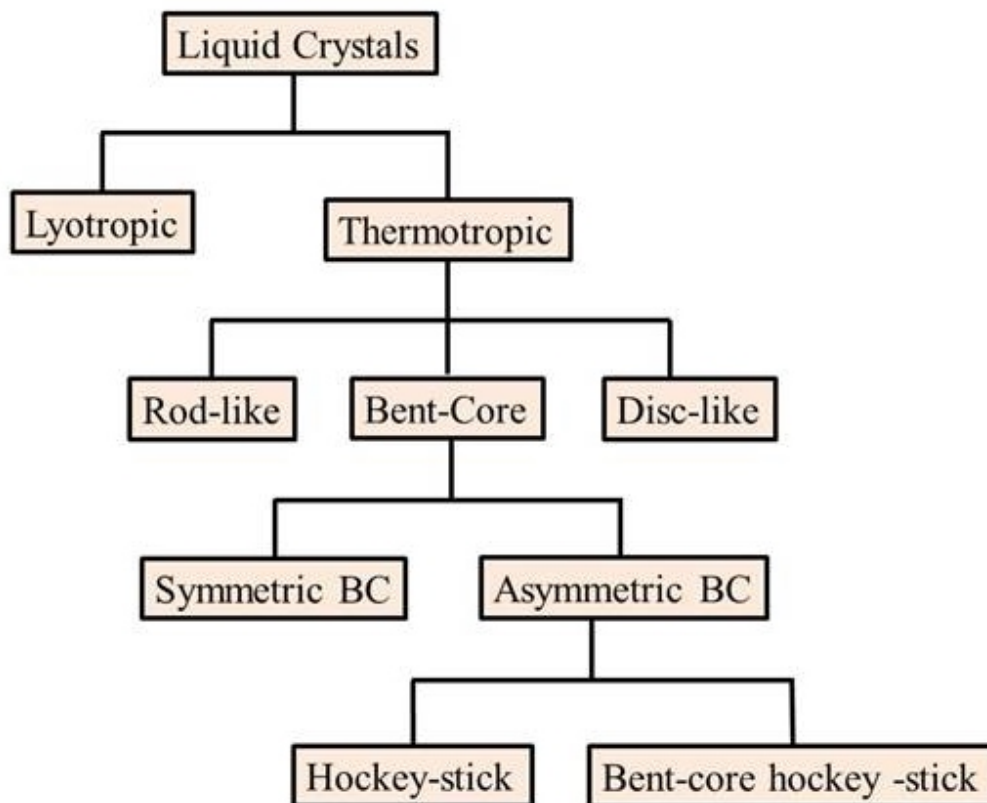 Liquid Crystals
Lyotropic
Thermotropic
Rod-like
Bent-Core
Disc-like
Symmetric BC
Asymmetric BC
Hockey-stick
Bent-core hockey -stick